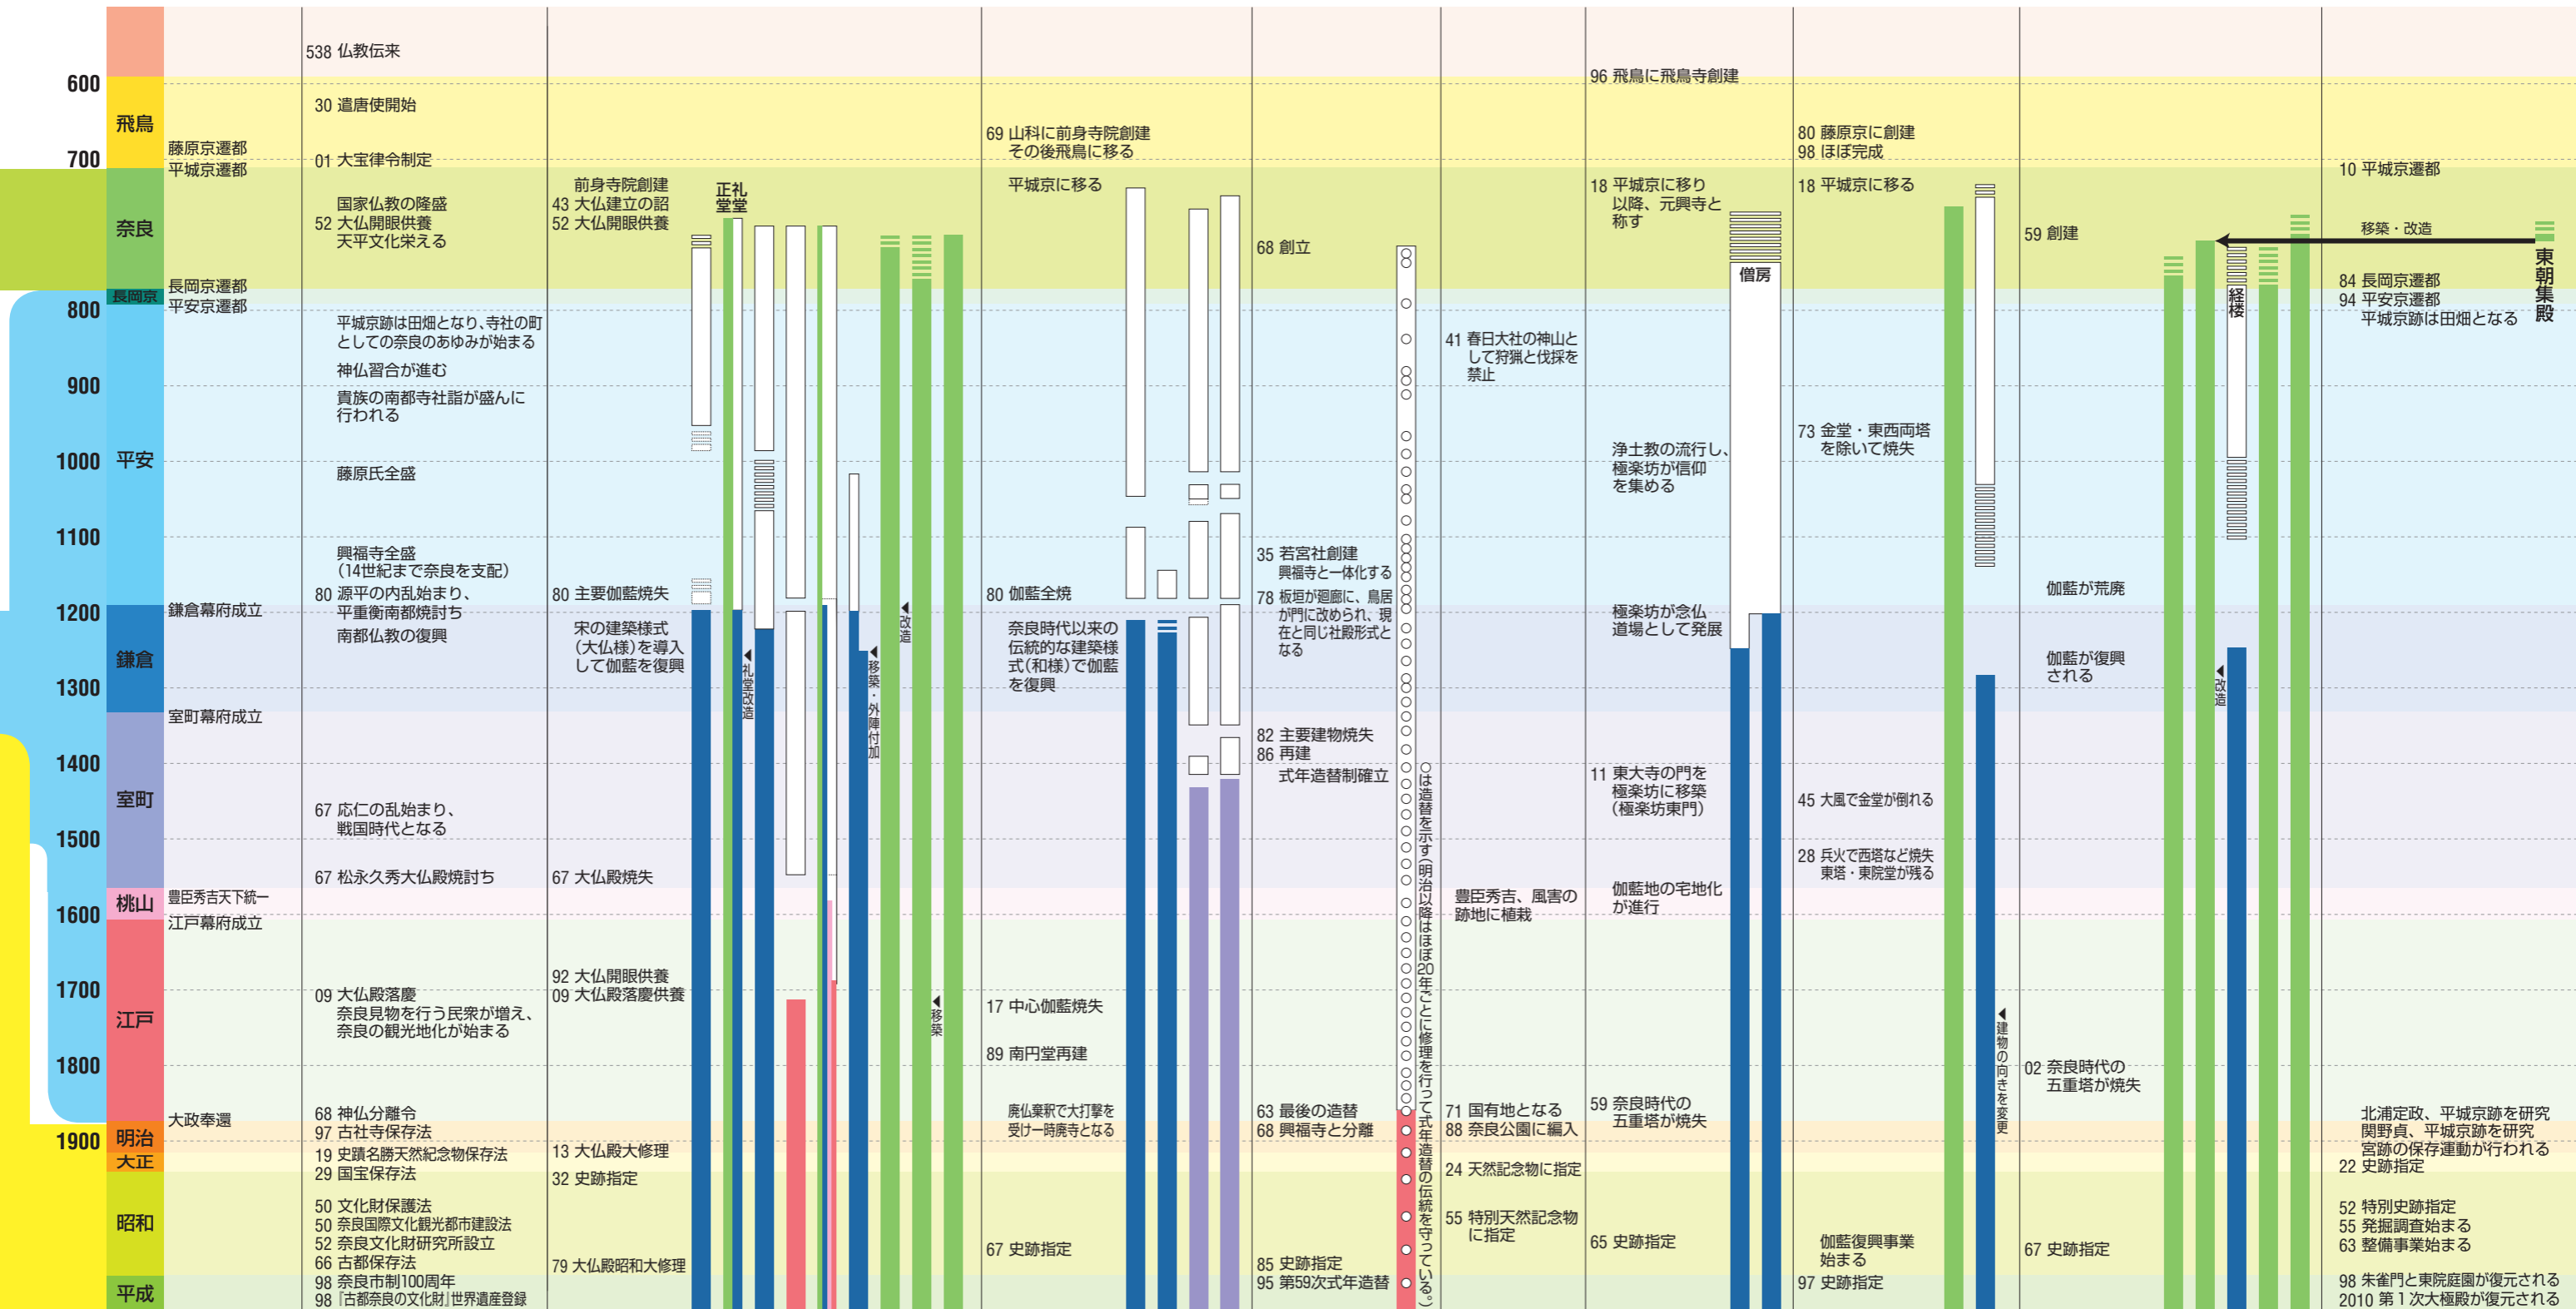 600
700
800
900
1000
1100
1200
1300
1400
1500
1600
1700
1800
1900
飛鳥
奈良
長岡京
平安
鎌倉
室町
桃山
江戸
明治
大正
昭和
平成
藤原京遷都
平城京遷都
長岡京遷都
平安京遷都
鎌倉幕府成立
室町幕府成立
豊臣秀吉天下統一
江戸幕府成立
大政奉還
538 仏教伝来
30 遣唐使開始
01 大宝律令制定
国家仏教の隆盛
52 大仏開眼供養
天平文化栄える
平城京跡は田畑となり、寺社の町
としての奈良のあゆみが始まる
神仏習合が進む
貴族の南都寺社詣が盛んに
行われる
藤原氏全盛
興福寺全盛
(14世紀まで奈良を支配)
80 源平の内乱始まり、
平重衡南都焼討ち
南都仏教の復興
67 応仁の乱始まり、
戦国時代となる
67 松永久秀大仏殿焼討ち
09 大仏殿落慶
奈良見物を行う民衆が増え、
奈良の観光地化が始まる
68 神仏分離令
97 古社寺保存法
19 史蹟名勝天然紀念物保存法
29 国宝保存法
50 文化財保護法
50 奈良国際文化観光都市建設法
52 奈良文化財研究所設立
66 古都保存法
98 奈良市制100周年
98 『古都奈良の文化財』世界遺産登録
前身寺院創建
43 大仏建立の詔
52 大仏開眼供養
80 主要伽藍焼失
宋の建築様式
(大仏様)を導入
して伽藍を復興
67 大仏殿焼失
92 大仏開眼供養
09 大仏殿落慶供養
13 大仏殿大修理
32 史跡指定
79 大仏殿昭和大修理
正堂
礼堂
◀礼堂改造
◀移築・外陣付加
◀改造
◀移築
69 山科に前身寺院創建
その後飛鳥に移る
平城京に移る
80 伽藍全焼
奈良時代以来の
伝統的な建築様
式(和様)で伽藍
を復興
17 中心伽藍焼失
89 南円堂再建
廃仏棄釈で大打撃を
受け一時廃寺となる
67 史跡指定
68 創立
35 若宮社創建
興福寺と一体化する
78 板垣が廻廊に、鳥居
が門に改められ、現
在と同じ社殿形式と
なる
82 主要建物焼失
86 再建
式年造替制確立
63 最後の造替
68 興福寺と分離
85 史跡指定
95 第59次式年造替
○は造替を示す(明治以降はほぼ20年ごとに修理を行って式年造替の伝統を守っている。)
41 春日大社の神山と
して狩猟と伐採を
禁止
豊臣秀吉、風害の
跡地に植栽
71 国有地となる
88 奈良公園に編入
24 天然記念物に指定
55 特別天然記念物
に指定
96 飛鳥に飛鳥寺創建
18 平城京に移り
以降、元興寺と
称す
浄土教の流行し、
極楽坊が信仰
を集める
極楽坊が念仏
道場として発展
11 東大寺の門を
極楽坊に移築
(極楽坊東門)
伽藍地の宅地化
が進行
59 奈良時代の
五重塔が焼失
65 史跡指定
僧房
80 藤原京に創建
98 ほぼ完成
18 平城京に移る
73 金堂・東西両塔
を除いて焼失
45 大風で金堂が倒れる
28 兵火で西塔など焼失
東塔・東院堂が残る
伽藍復興事業
始まる
97 史跡指定
◀建物の向きを変更
59 創建
伽藍が荒廃
伽藍が復興
される
02 奈良時代の
五重塔が焼失
67 史跡指定
◀改造
経楼
10 平城京遷都
移築・改造
東朝集殿
84 長岡京遷都
94 平安京遷都
平城京跡は田畑となる
北浦定政、平城京跡を研究
関野貞、平城京跡を研究
宮跡の保存運動が行われる
22 史跡指定
52 特別史跡指定
55 発掘調査始まる
63 整備事業始まる
98 朱雀門と東院庭園が復元される
2010 第1次大極殿が復元される